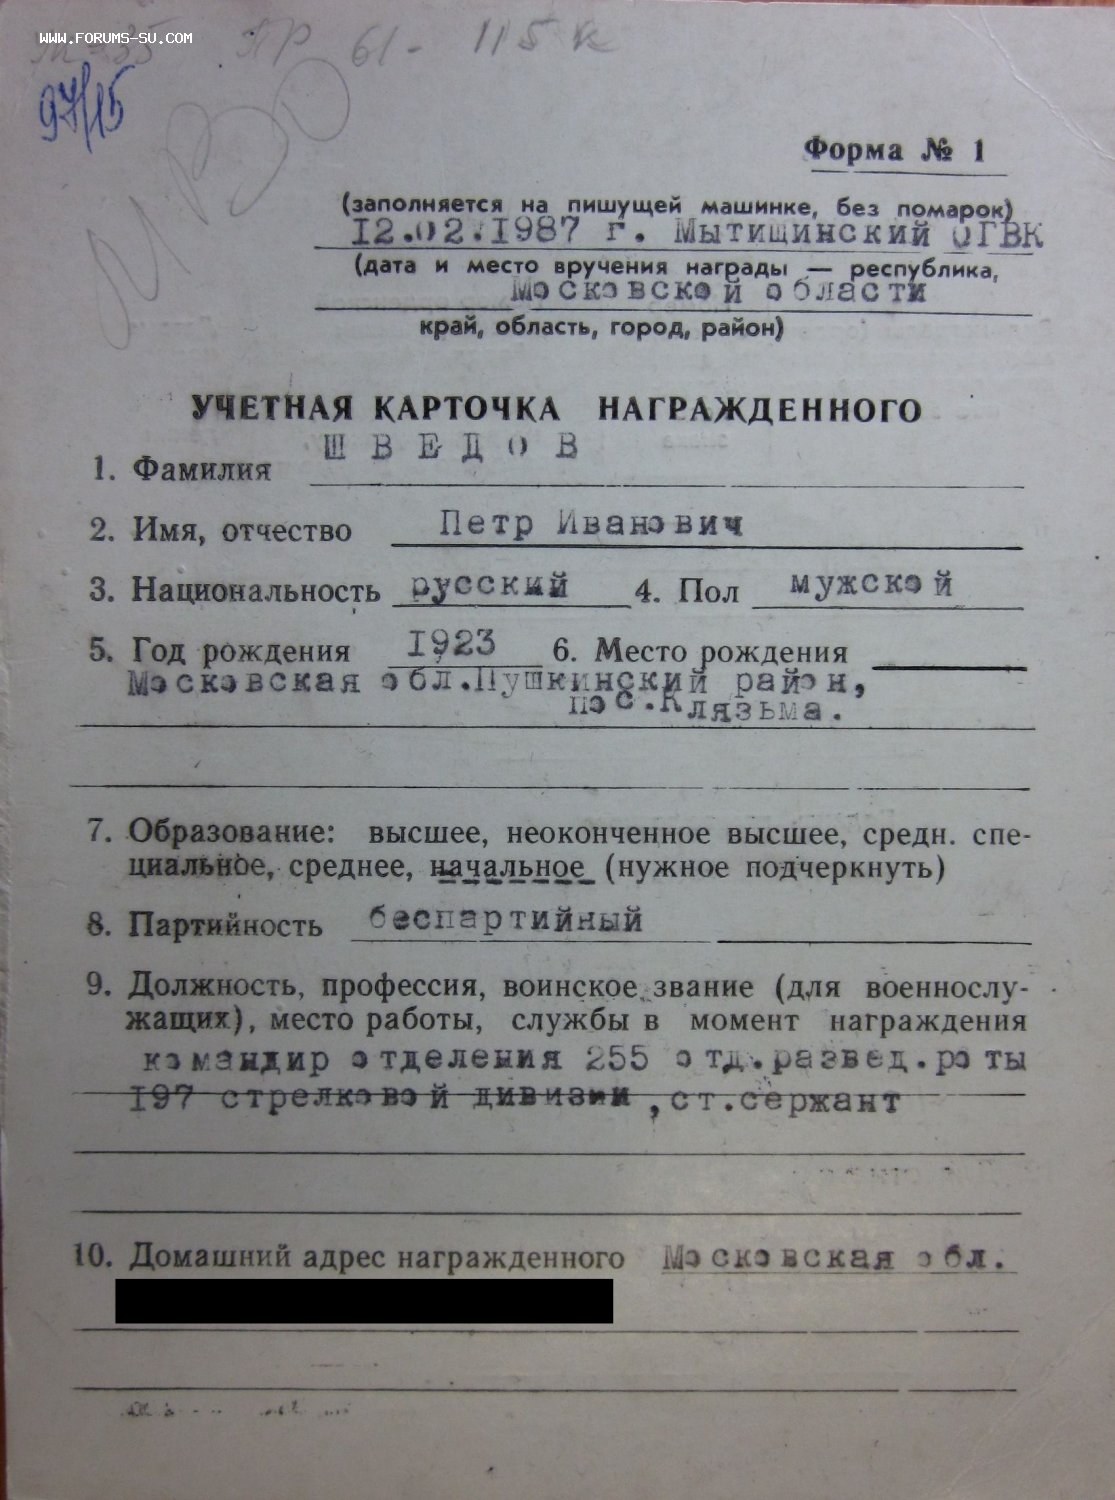 WWW.FORUMS-SU.COM
ПР 61- 115к
97/15
Форма № 1
(заполняется на пишущей машинке, без помарок)
12.02.1987 г. Мытищинский ОГВК
(дата и место вручения награды — республика,
Московской области
край, область, город, район)
УЧЕТНАЯ КАРТОЧКА НАГРАЖДЕННОГО
1. Фамилия ШВЕДОВ
2. Имя, отчество Петр Иванович
3. Национальность русский 4. Пол мужской
5. Год рождения 1923 6. Место рождения
Московская обл.Пушкинский район,
пос.Клязьма.
7. Образование: высшее, неоконченное высшее, средн. спе-
циальное, среднее, начальное (нужное подчеркнуть)
8. Партийность беспартийный
9. Должность, профессия, воинское звание (для военнослу-
жащих), место работы, службы в момент награждения
командир отделения 255 отд.развед.роты
197 стрелковой дивизии,ст.сержант
10. Домашний адрес награжденного Московская обл.